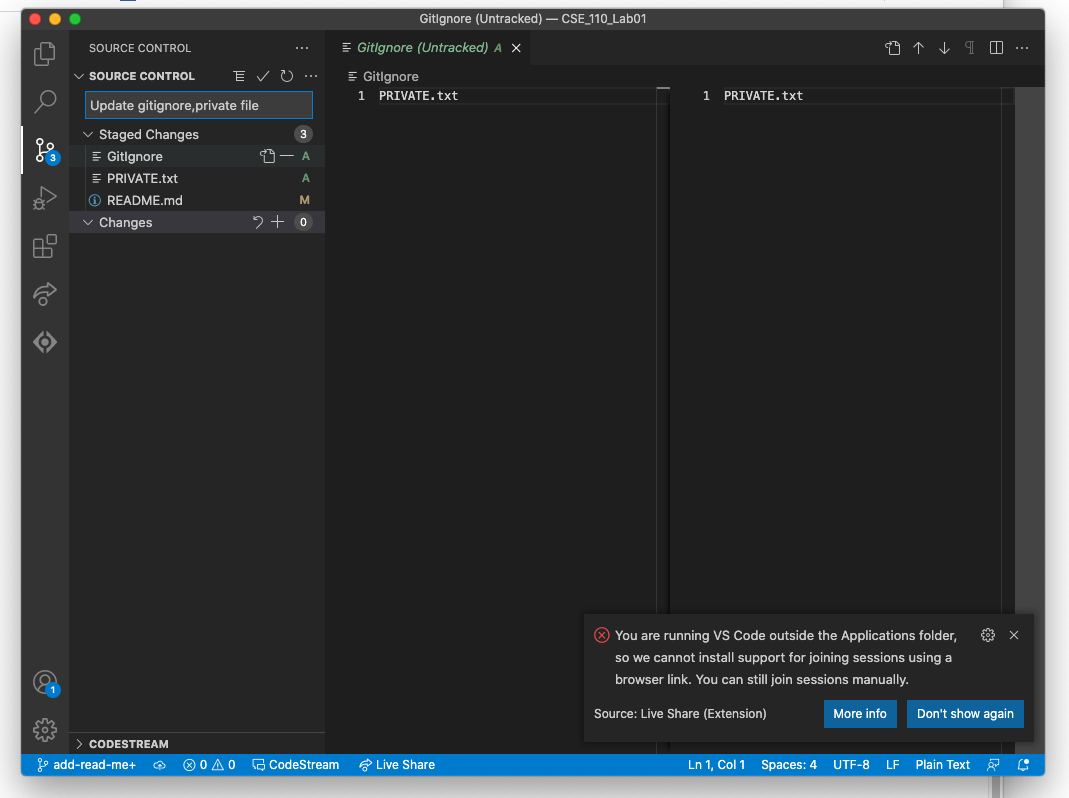 GitIgnore (Untracked) — CSE_110_Lab01
SOURCE CONTROL
SOURCE CONTROL
Update gitignore,private file
Staged Changes 3
GitIgnore A
PRIVATE.txt A
README.md M
Changes 0
3
1
GitIgnore (Untracked) A
GitIgnore
1 PRIVATE.txt
1 PRIVATE.txt
You are running VS Code outside the Applications folder,
so we cannot install support for joining sessions using a
browser link. You can still join sessions manually.
Source: Live Share (Extension)
More info
Don't show again
CODESTREAM
add-read-me+ 0 0 CodeStream Live Share Ln 1, Col 1 Spaces: 4 UTF-8 LF Plain Text